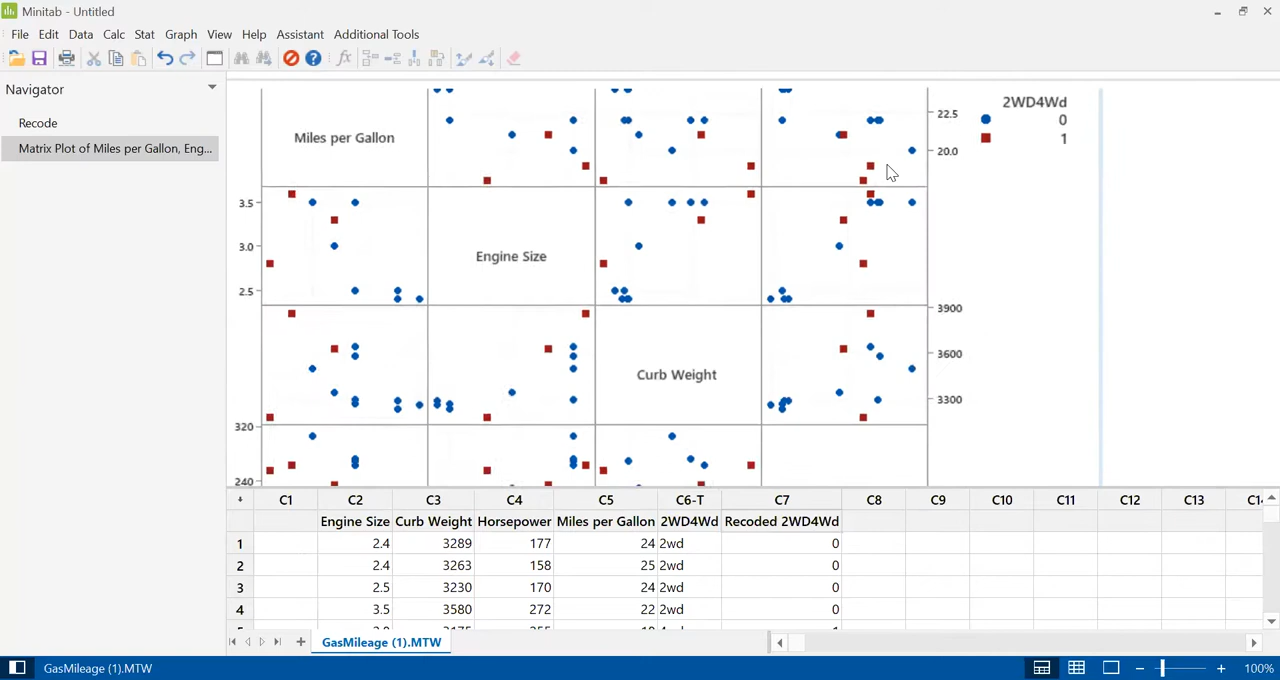 Minitab - Untitled
File Edit Data Calc Stat Graph View Help Assistant Additional Tools
Navigator
Recode
Matrix Plot of Miles per Gallon, Eng...
2WD4Wd
0
1
Miles per Gallon
22.5
20.0
3.5
3.0
2.5
Engine Size
Curb Weight
3900
3600
3300
320
240
C1 C2 C3 C4 C5 C6-T C7 C8 C9 C10 C11 C12 C13
Engine Size Curb Weight Horsepower Miles per Gallon 2WD4Wd Recoded 2WD4Wd
1 2.4 3289 177 24 2wd 0
2 2.4 3263 158 25 2wd 0
3 2.5 3230 170 24 2wd 0
4 3.5 3580 272 22 2wd 0
GasMileage (1).MTW
GasMileage (1).MTW
100%